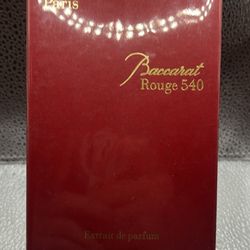 Paris
Baccarat
Rouge 540
Extrait de parfum